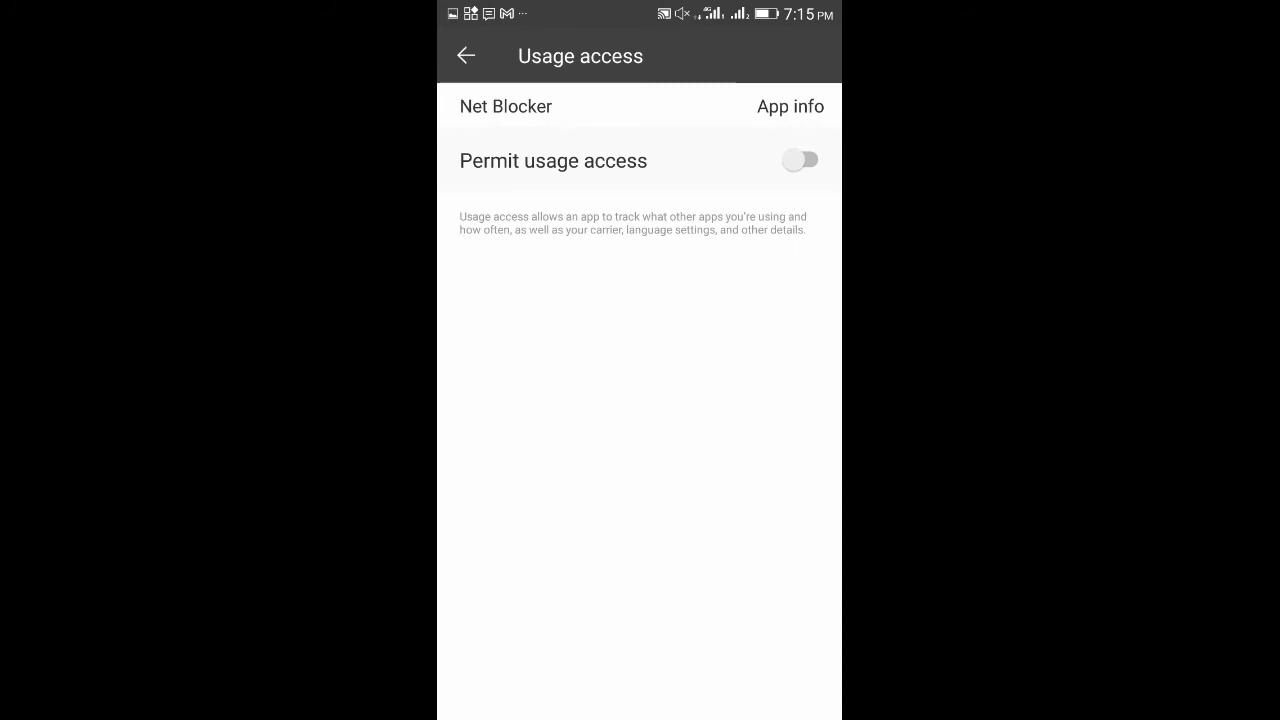 7:15 PM
Usage access
Net Blocker App info
Permit usage access
Usage access allows an app to track what other apps you're using and
how often, as well as your carrier, language settings, and other details.